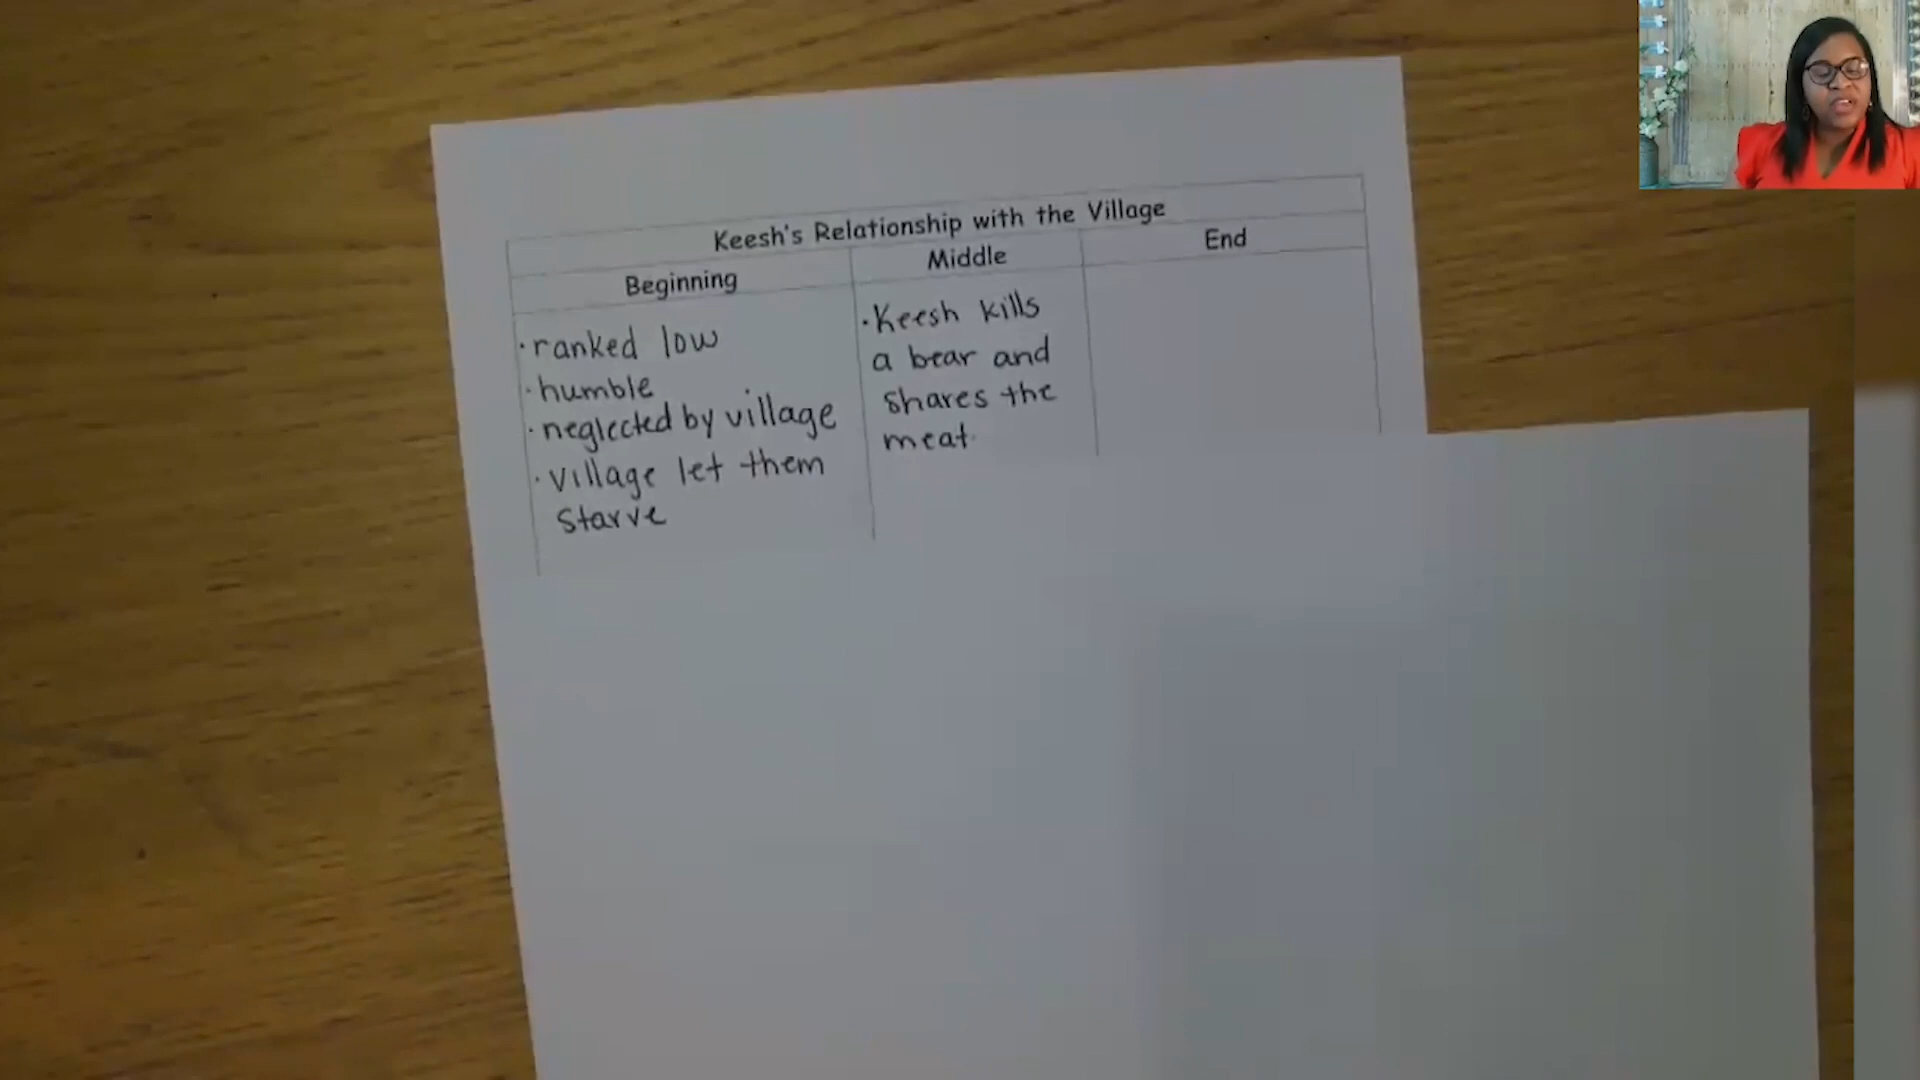 Keesh's Relationship with the Village
Beginning
Middle
End
·ranked low
·humble
·neglected by village
·village let them
starve
·Keesh kills
a bear and
shares the
meat.